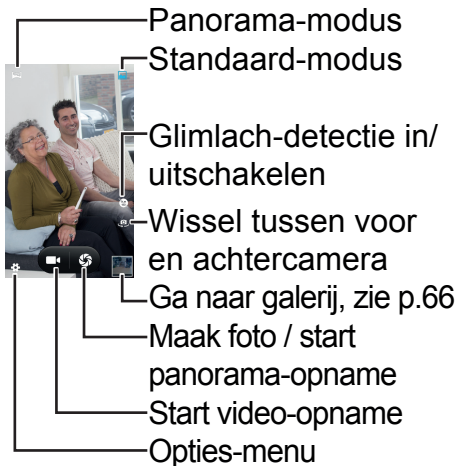 Panorama-modus
Standaard-modus
Glimlach-detectie in/
uitschakelen
Wissel tussen voor
en achtercamera
Ga naar galerij, zie p.66
Maak foto / start
panorama-opname
Start video-opname
Opties-menu